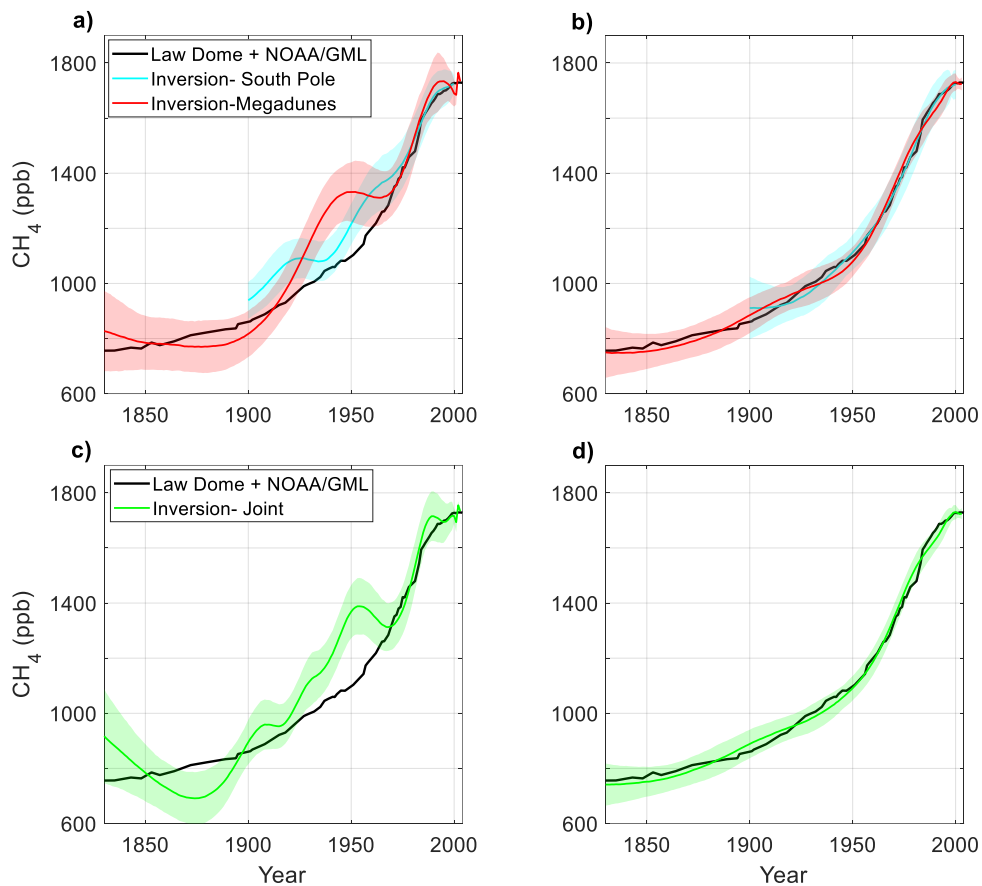 a)
b)
Law Dome + NOAA/GML
Inversion- South Pole
Inversion-Megadunes
CH4 (ppb)
1800
1400
1000
600
1850 1900 1950 2000
1800
1400
1000
600
1850 1900 1950 2000
c)
d)
Law Dome + NOAA/GML
Inversion- Joint
CH4 (ppb)
1800
1400
1000
600
1850 1900 1950 2000
Year
1800
1400
1000
600
1850 1900 1950 2000
Year